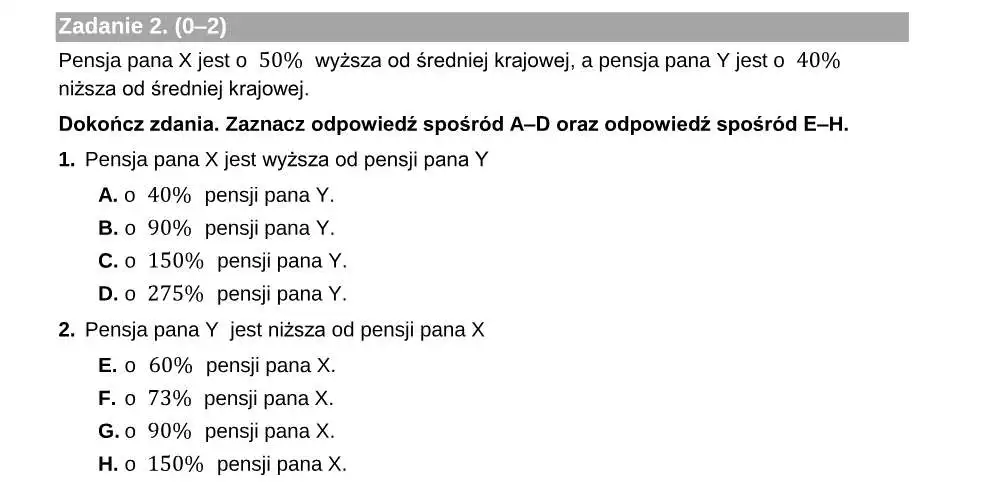 Zadanie 2. (0–2)
Pensja pana X jest o 50% wyższa od średniej krajowej, a pensja pana Y jest o 40%
niższa od średniej krajowej.
Dokończ zdania. Zaznacz odpowiedź spośród A–D oraz odpowiedź spośród E–H.
1. Pensja pana X jest wyższa od pensji pana Y
A. o 40% pensji pana Y.
B. o 90% pensji pana Y.
C. o 150% pensji pana Y.
D. o 275% pensji pana Y.
2. Pensja pana Y jest niższa od pensji pana X
E. o 60% pensji pana X.
F. o 73% pensji pana X.
G. o 90% pensji pana X.
H. o 150% pensji pana X.